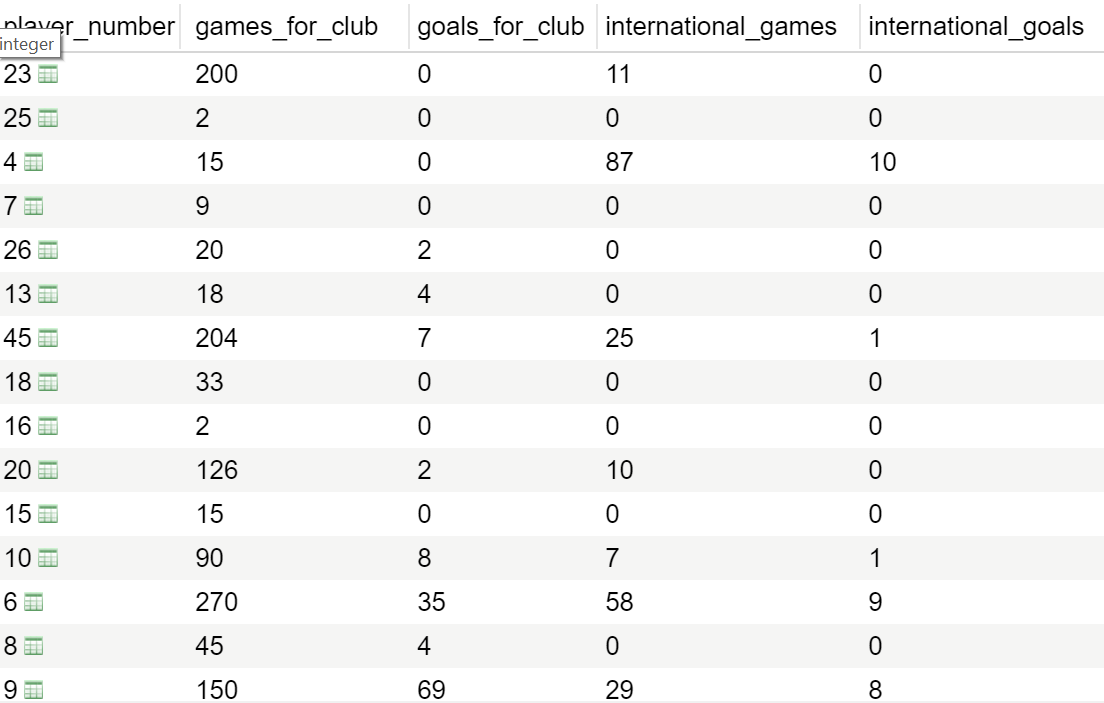 player_number games_for_club goals_for_club international_games international_goals
integer
23 200 0 11 0
25 2 0 0 0
4 15 0 87 10
7 9 0 0 0
26 20 2 0 0
13 18 4 0 0
45 204 7 25 1
18 33 0 0 0
16 2 0 0 0
20 126 2 10 0
15 15 0 0 0
10 90 8 7 1
6 270 35 58 9
8 45 4 0 0
9 150 69 29 8